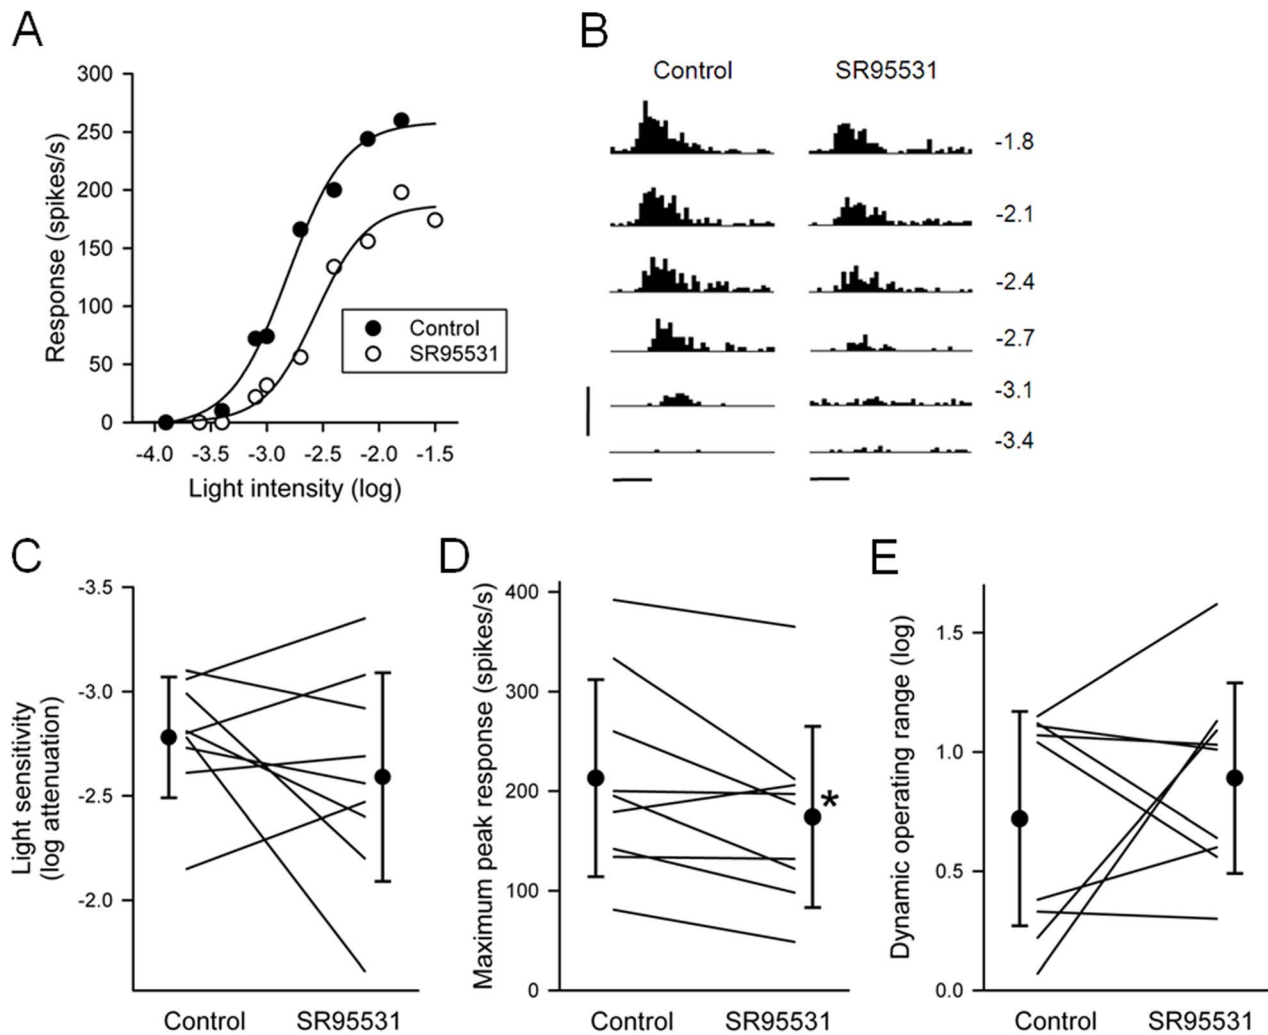 A
300
250
200
150
100
50
0
Response (spikes/s)
-4.0 -3.5 -3.0 -2.5 -2.0 -1.5
Light intensity (log)
Control
SR95531
B
Control SR95531
-1.8
-2.1
-2.4
-2.7
-3.1
-3.4
C
-3.5
-3.0
-2.5
-2.0
Light sensitivity
(log attenuation)
Control SR95531
D
400
300
200
100
0
Maximum peak response (spikes/s)
*
Control SR95531
E
1.5
1.0
0.5
0.0
Dynamic operating range (log)
Control SR95531